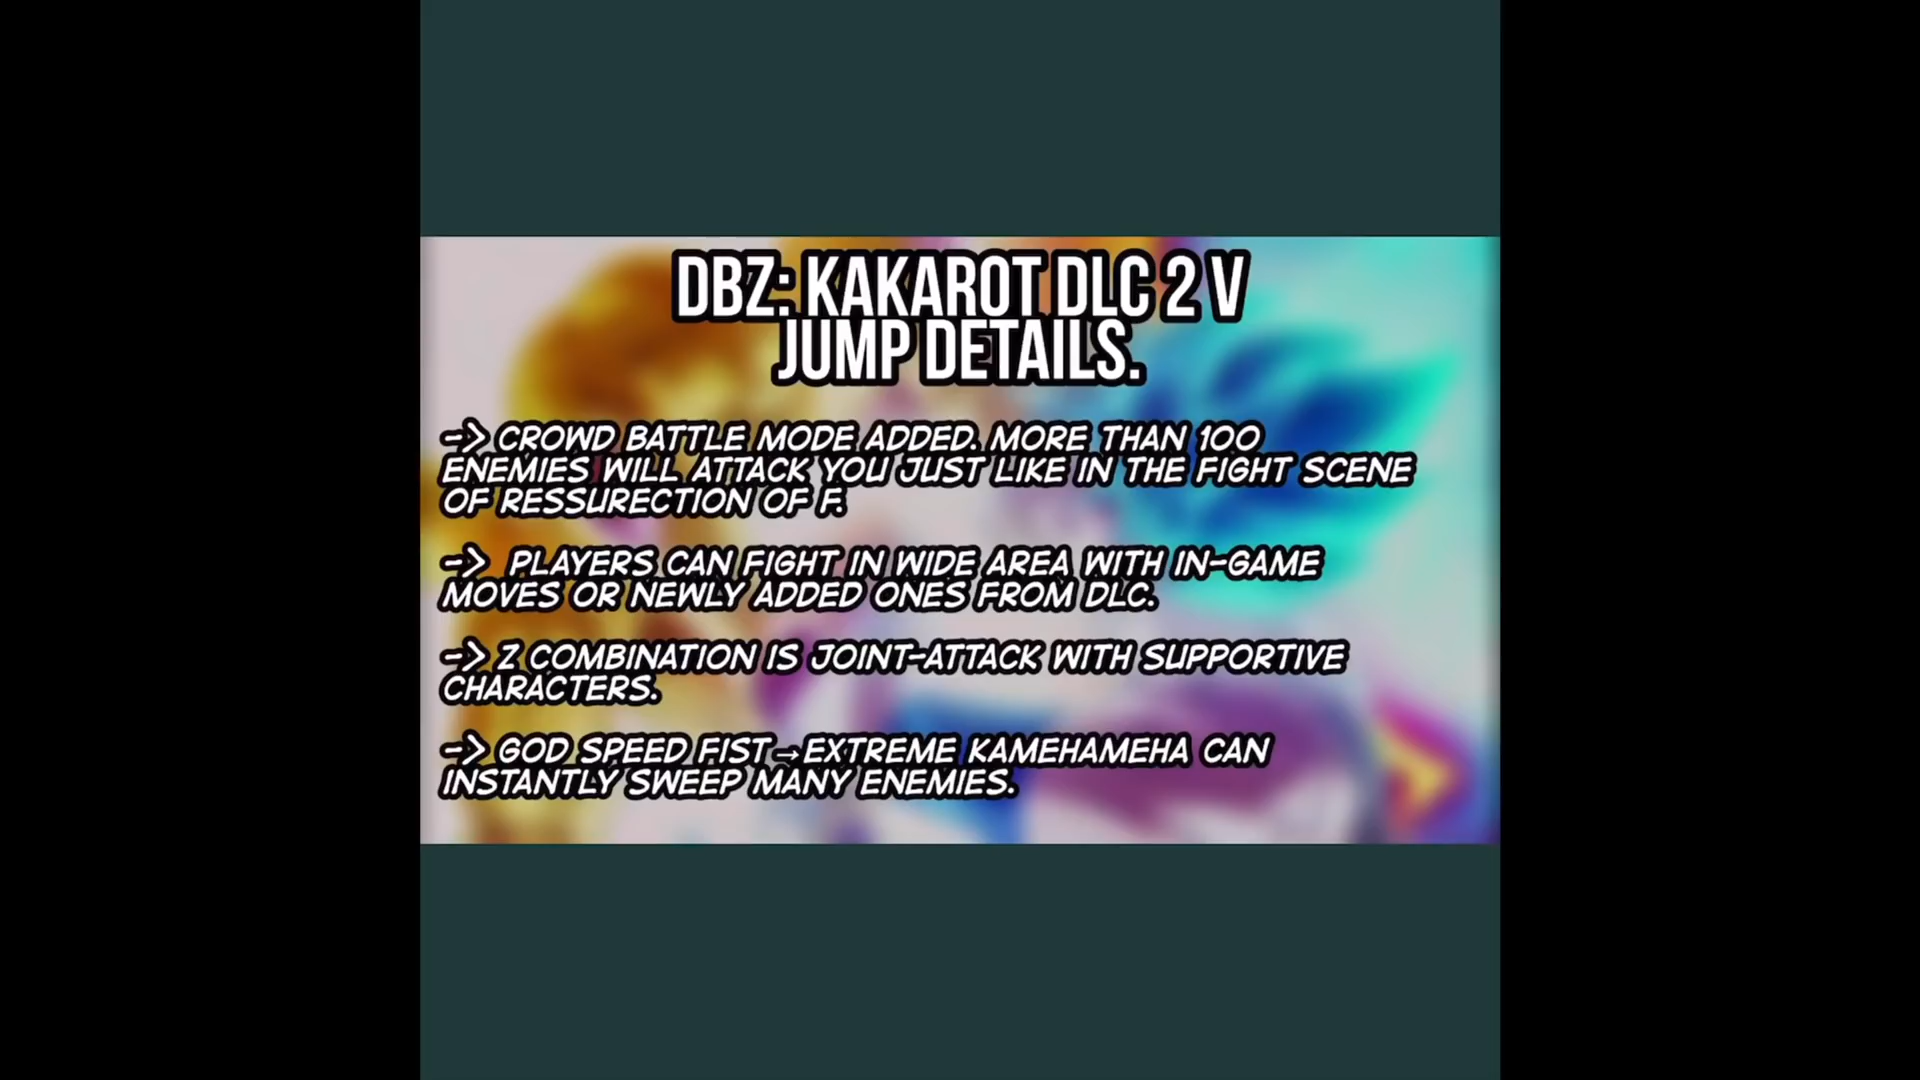 DBZ: KAKAROT DLC 2 V
JUMP DETAILS.
-> CROWD BATTLE MODE ADDED. MORE THAN 100
ENEMIES WILL ATTACK YOU JUST LIKE IN THE FIGHT SCENE
OF RESSURECTION OF F.
-> PLAYERS CAN FIGHT IN WIDE AREA WITH IN-GAME
MOVES OR NEWLY ADDED ONES FROM DLC.
-> Z COMBINATION IS JOINT-ATTACK WITH SUPPORTIVE
CHARACTERS.
-> GOD SPEED FIST→EXTREME KAMEHAMEHA CAN
INSTANTLY SWEEP MANY ENEMIES.